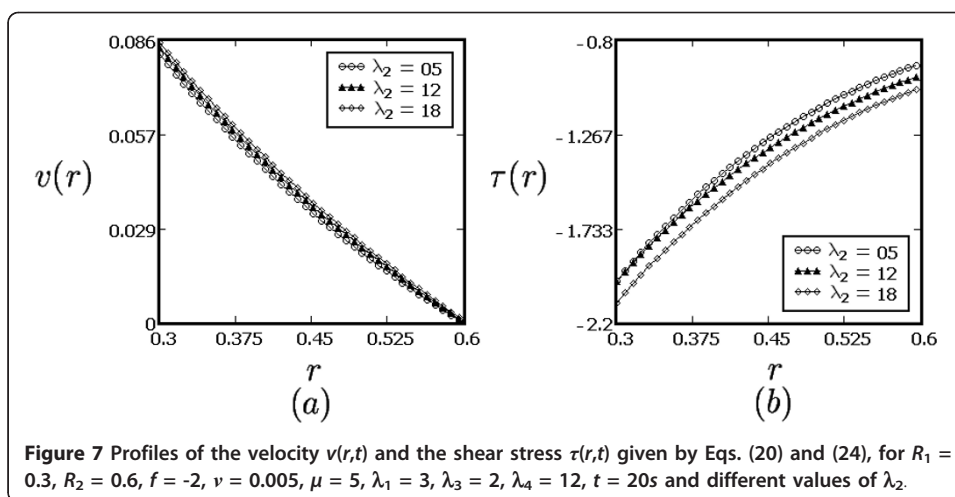 0.086
0.057
0.029
0
0.3
0.375
0.45
0.525
0.6
v(r)
r
(a)
λ₂ = 05
λ₂ = 12
λ₂ = 18
-0.8
-1.267
-1.733
-2.2
0.3
0.375
0.45
0.525
0.6
τ(r)
r
(b)
λ₂ = 05
λ₂ = 12
λ₂ = 18
Figure 7 Profiles of the velocity v(r,t) and the shear stress τ(r,t) given by Eqs. (20) and (24), for R₁ =
0.3, R₂ = 0.6, f = -2, ν = 0.005, μ = 5, λ₁ = 3, λ₃ = 2, λ₄ = 12, t = 20s and different values of λ₂.